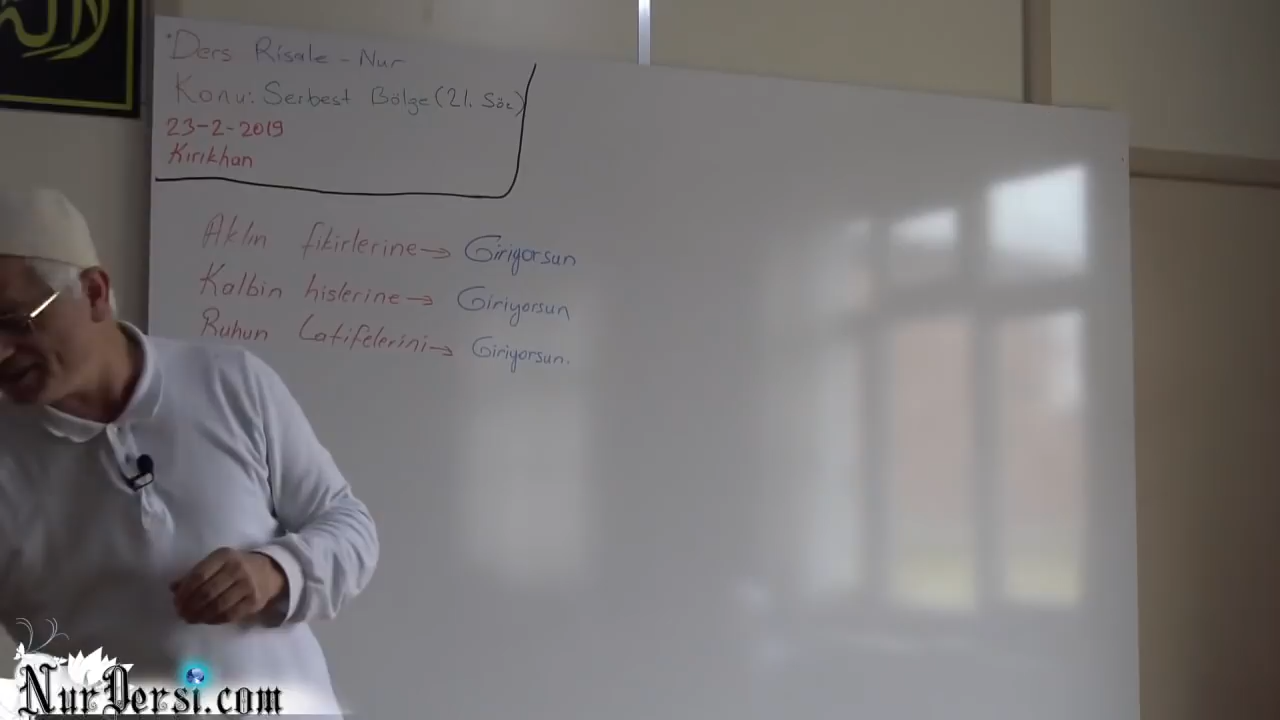 Ders Risale-Nur
Konu: Serbest Bölge (21. Söz)
23-2-2019
Kırıkhan
Aklın fikirlerine → Giriyorsun
Kalbin hislerine → Giriyorsun
Ruhun Latifelerini → Giriyorsun.
NurDersi.com